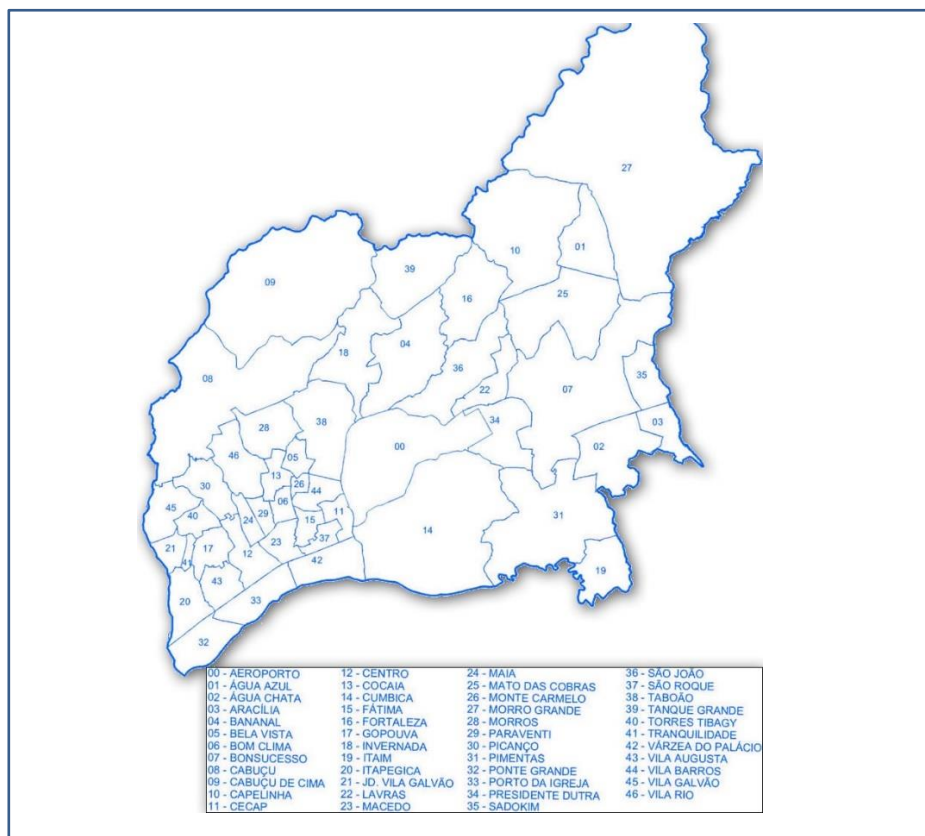 27
10
01
39
09
25
16
04
18
36
35
08
22
07
38
34
03
28
00
02
46
05
13
30
26
44
45
06
11
40
29
24
15
31
14
37
23
21
17
12
41
42
43
19
20
33
32
00 - AEROPORTO
01 - ÁGUA AZUL
02 - ÁGUA CHATA
03 - ARACÍLIA
04 - BANANAL
05 - BELA VISTA
06 - BOM CLIMA
07 - BONSUCESSO
08 - CABUÇU
09 - CABUÇU DE CIMA
10 - CAPELINHA
11 - CECAP
12 - CENTRO
13 - COCAIA
14 - CUMBICA
15 - FÁTIMA
16 - FORTALEZA
17 - GOPOUVA
18 - INVERNADA
19 - ITAIM
20 - ITAPEGICA
21 - JD. VILA GALVÃO
22 - LAVRAS
23 - MACEDO
24 - MAIA
25 - MATO DAS COBRAS
26 - MONTE CARMELO
27 - MORRO GRANDE
28 - MORROS
29 - PARAVENTI
30 - PICANÇO
31 - PIMENTAS
32 - PONTE GRANDE
33 - PORTO DA IGREJA
34 - PRESIDENTE DUTRA
35 - SADOKIM
36 - SÃO JOÃO
37 - SÃO ROQUE
38 - TABOÃO
39 - TANQUE GRANDE
40 - TORRES TIBAGY
41 - TRANQUILIDADE
42 - VÁRZEA DO PALÁCIO
43 - VILA AUGUSTA
44 - VILA BARROS
45 - VILA GALVÃO
46 - VILA RIO